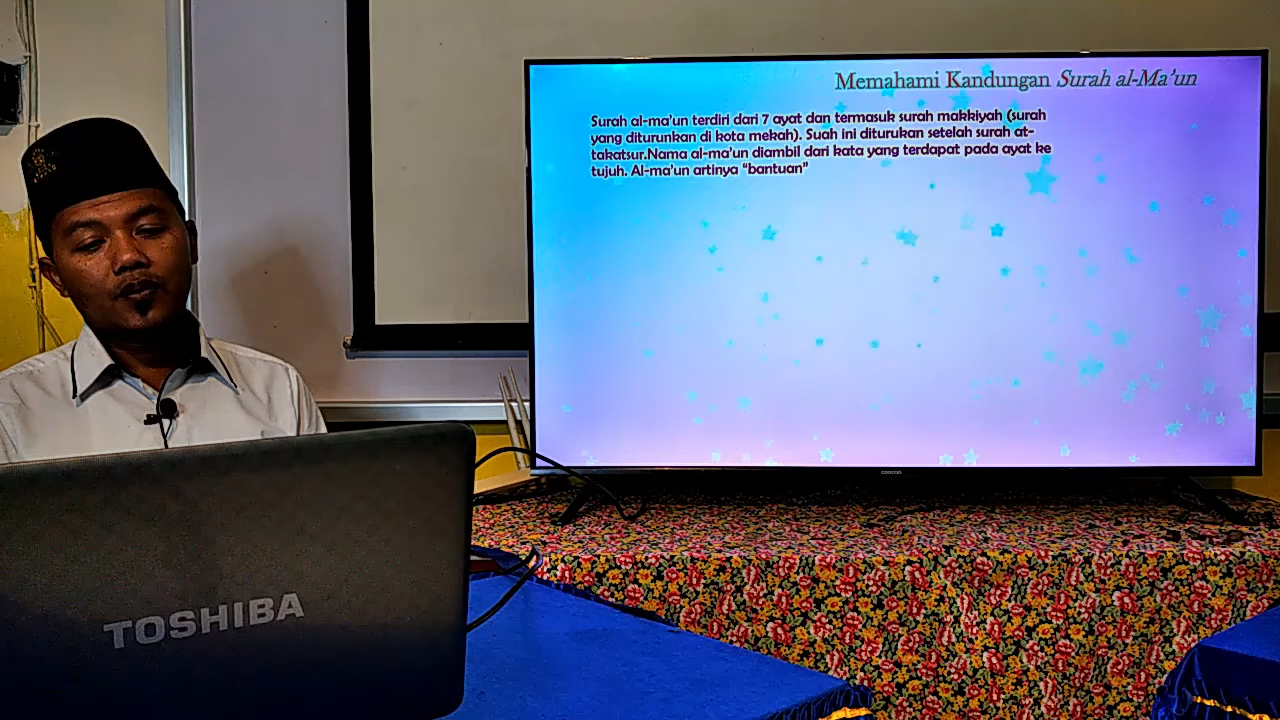 Memahami Kandungan Surah al-Ma'un
Surah al-ma'un terdiri dari 7 ayat dan termasuk surah makkiyah (surah
yang diturunkan di kota mekah). Suah ini diturukan setelah surah at-
takatsur.Nama al-ma'un diambil dari kata yang terdapat pada ayat ke
tujuh. Al-ma'un artinya “bantuan”
coocaa
TOSHIBA